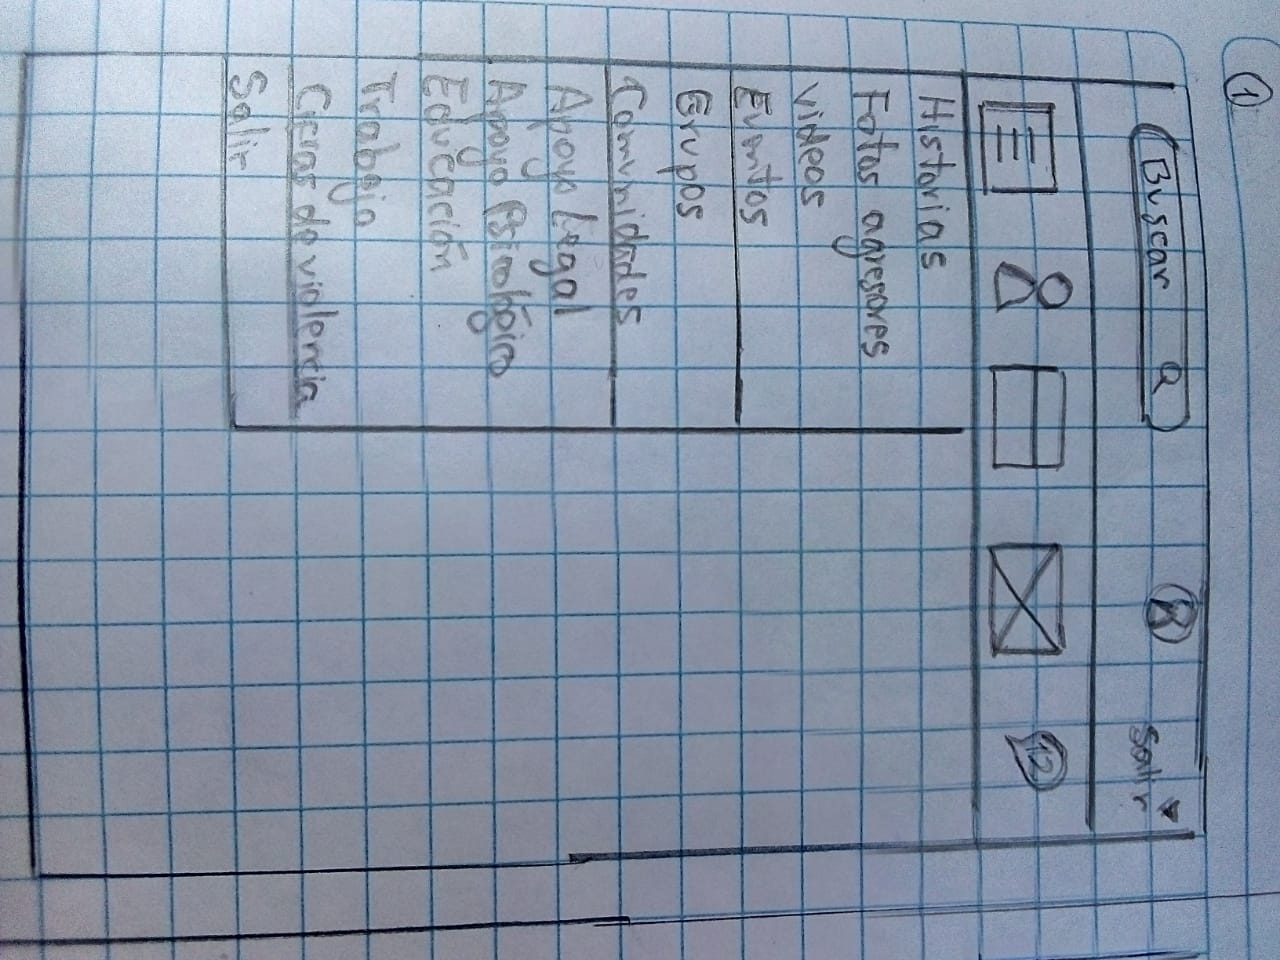 1
Buscar
Salir
12
Historias
Fotos agresores
Videos
Eventos
Grupos
Comunidades
Apoyo Legal
Apoyo Psicológico
Educación
Trabajo
Ceros de violencia
Salir